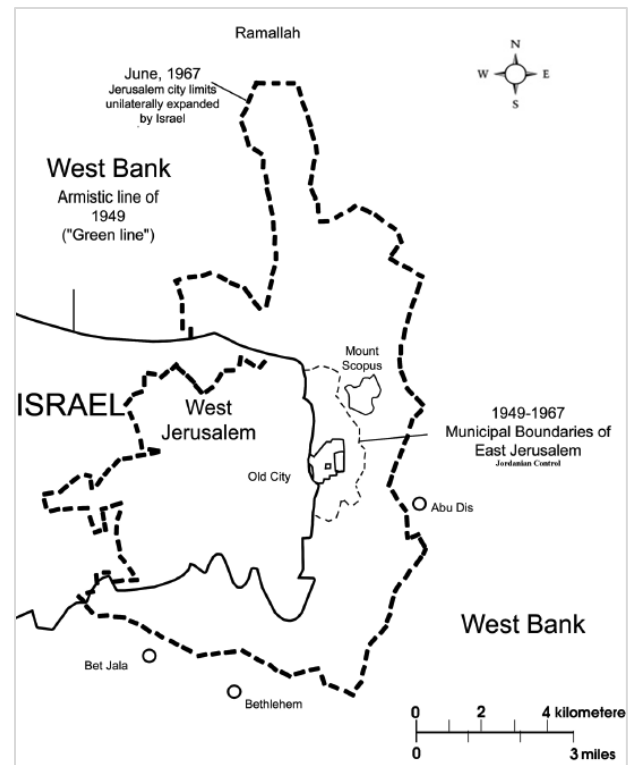 Ramallah
N
W
E
S
June, 1967
Jerusalem city limits
unilaterally expanded
by Israel
West Bank
Armistic line of
1949
("Green line")
Mount
Scopus
ISRAEL
West
Jerusalem
1949-1967
Municipal Boundaries of
East Jerusalem
Jordanian Control
Old City
Abu Dis
West Bank
Bet Jala
Bethlehem
0 2 4 kilometere
0 3 miles